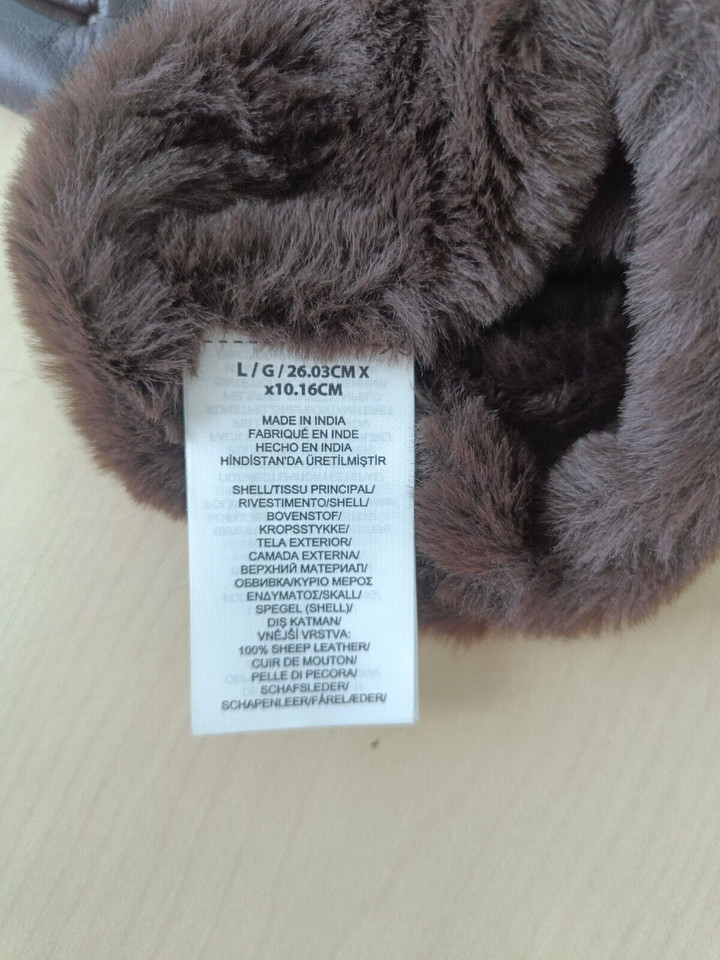 L / G / 26.03CM X
x10.16CM
MADE IN INDIA
FABRIQUÉ EN INDE
HECHO EN INDIA
HİNDİSTAN'DA ÜRETİLMİŞTİR
SHELL/TISSU PRINCIPAL/
RIVESTIMENTO/SHELL/
BOVENSTOF/
KROPSSTYKKE/
TELA EXTERIOR/
CAMADA EXTERNA/
ВЕРХНИЙ МАТЕРИАЛ/
ОБВИВКА/ΚΥΡΙΟ ΜΕΡΟΣ
ΕΝΔΥΜΑΤΟΣ/SKALL/
SPEGEL (SHELL)/
DIŞ KATMAN/
VNĚJŠÍ VRSTVA:
100% SHEEP LEATHER/
CUIR DE MOUTON/
PELLE DI PECORA/
SCHAFSLEDER/
SCHAPENLEER/FÅRELÆDER/